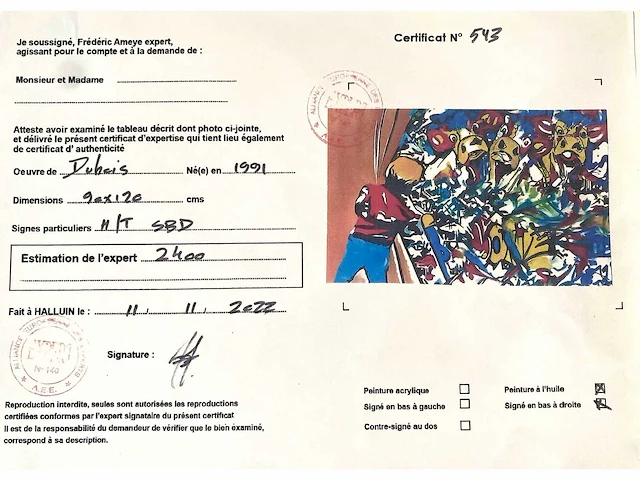 Je soussigné, Frédéric Ameye expert,
agissant pour le compte et à la demande de :
Certificat N° 543
Monsieur et Madame
Atteste avoir examiné le tableau décrit dont photo ci-jointe,
et délivré le présent certificat d'expertise qui tient lieu également
de certificat d' authenticité
Oeuvre de Dubois Né(e) en 1991
Dimensions 90x120 cms
Signes particuliers H/T SBD
Estimation de l'expert 2400
Fait à HALLUIN le : 11, 11, 2022
Signature :
N° 140
A.E.E.
Reproduction interdite, seules sont autorisées les reproductions
certifiées conformes par l'expert signataire du présent certificat
Il est de la responsabilité du demandeur de vérifier que le bien éxaminé,
correspond à sa description.
Peinture acrylique
Peinture à l'huile
Signé en bas à gauche
Signé en bas à droite
Contre-signé au dos